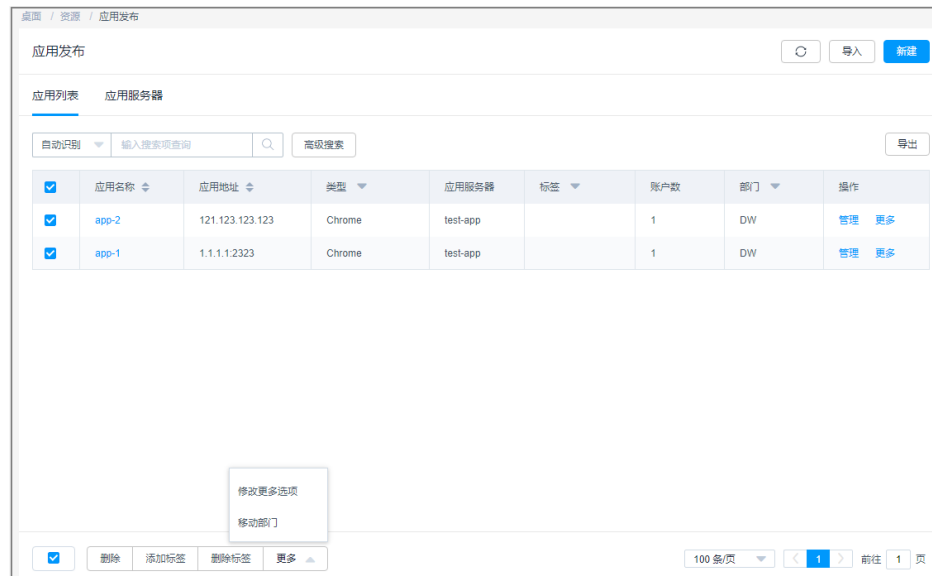 桌面 / 资源 / 应用发布
应用发布 导入 新建
应用列表 应用服务器
自动识别 输入搜索项查询 高级搜索 导出
应用名称 应用地址 类型 应用服务器 标签 账户数 部门 操作
app-2 121.123.123.123 Chrome test-app 1 DW 管理 更多
app-1 1.1.1.1:2323 Chrome test-app 1 DW 管理 更多
修改更多选项
移动部门
删除 添加标签 删除标签 更多 100 条/页 1 前往 1 页